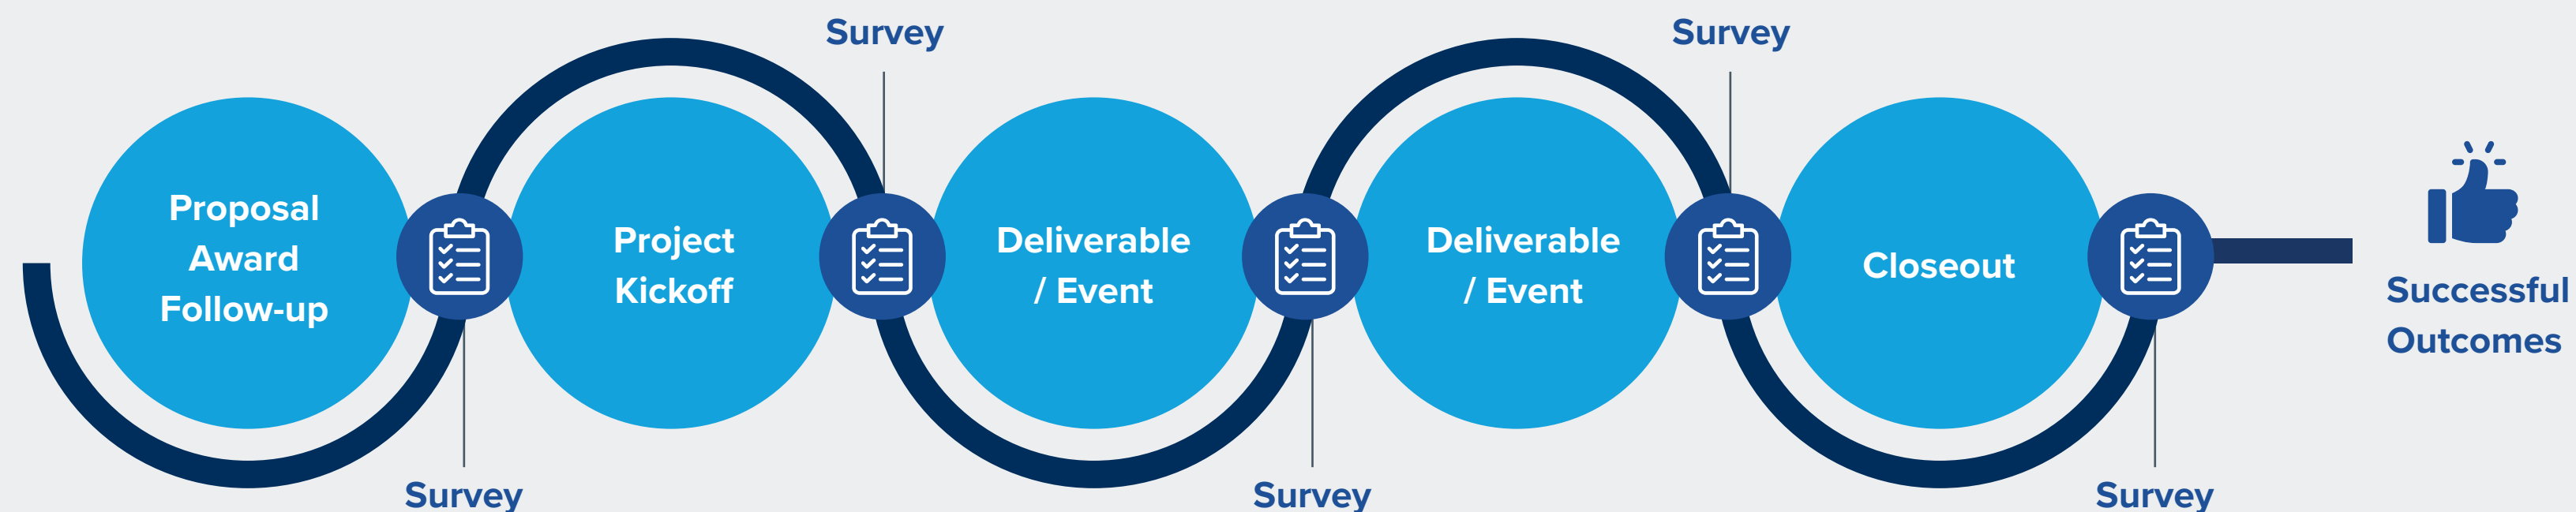 Survey
Survey
Proposal
Award
Follow-up
Project
Kickoff
Deliverable
/ Event
Deliverable
/ Event
Closeout
Successful
Outcomes
Survey
Survey
Survey